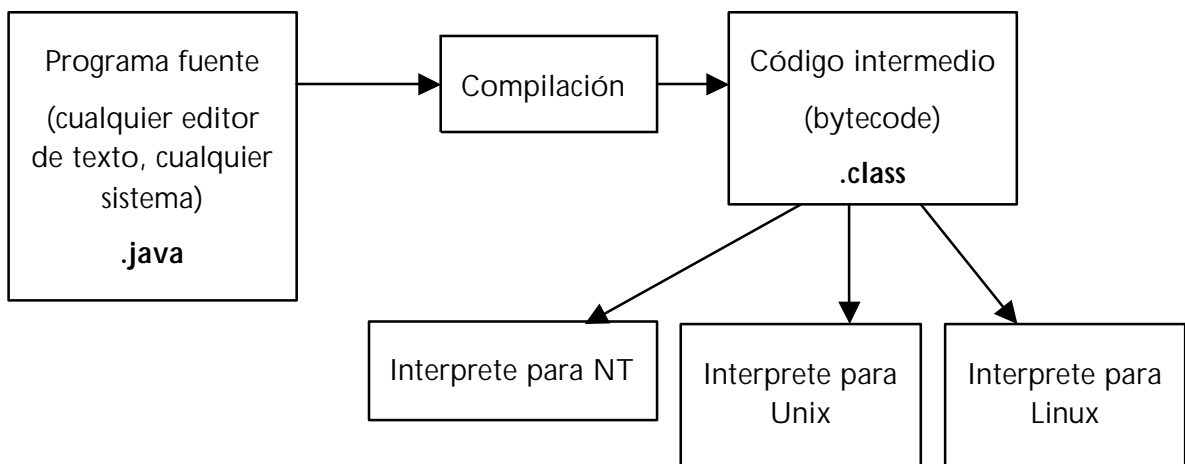 Programa fuente
(cualquier editor
de texto, cualquier
sistema)
.java
Compilación
Código intermedio
(bytecode)
.class
Interprete para NT
Interprete para
Unix
Interprete para
Linux